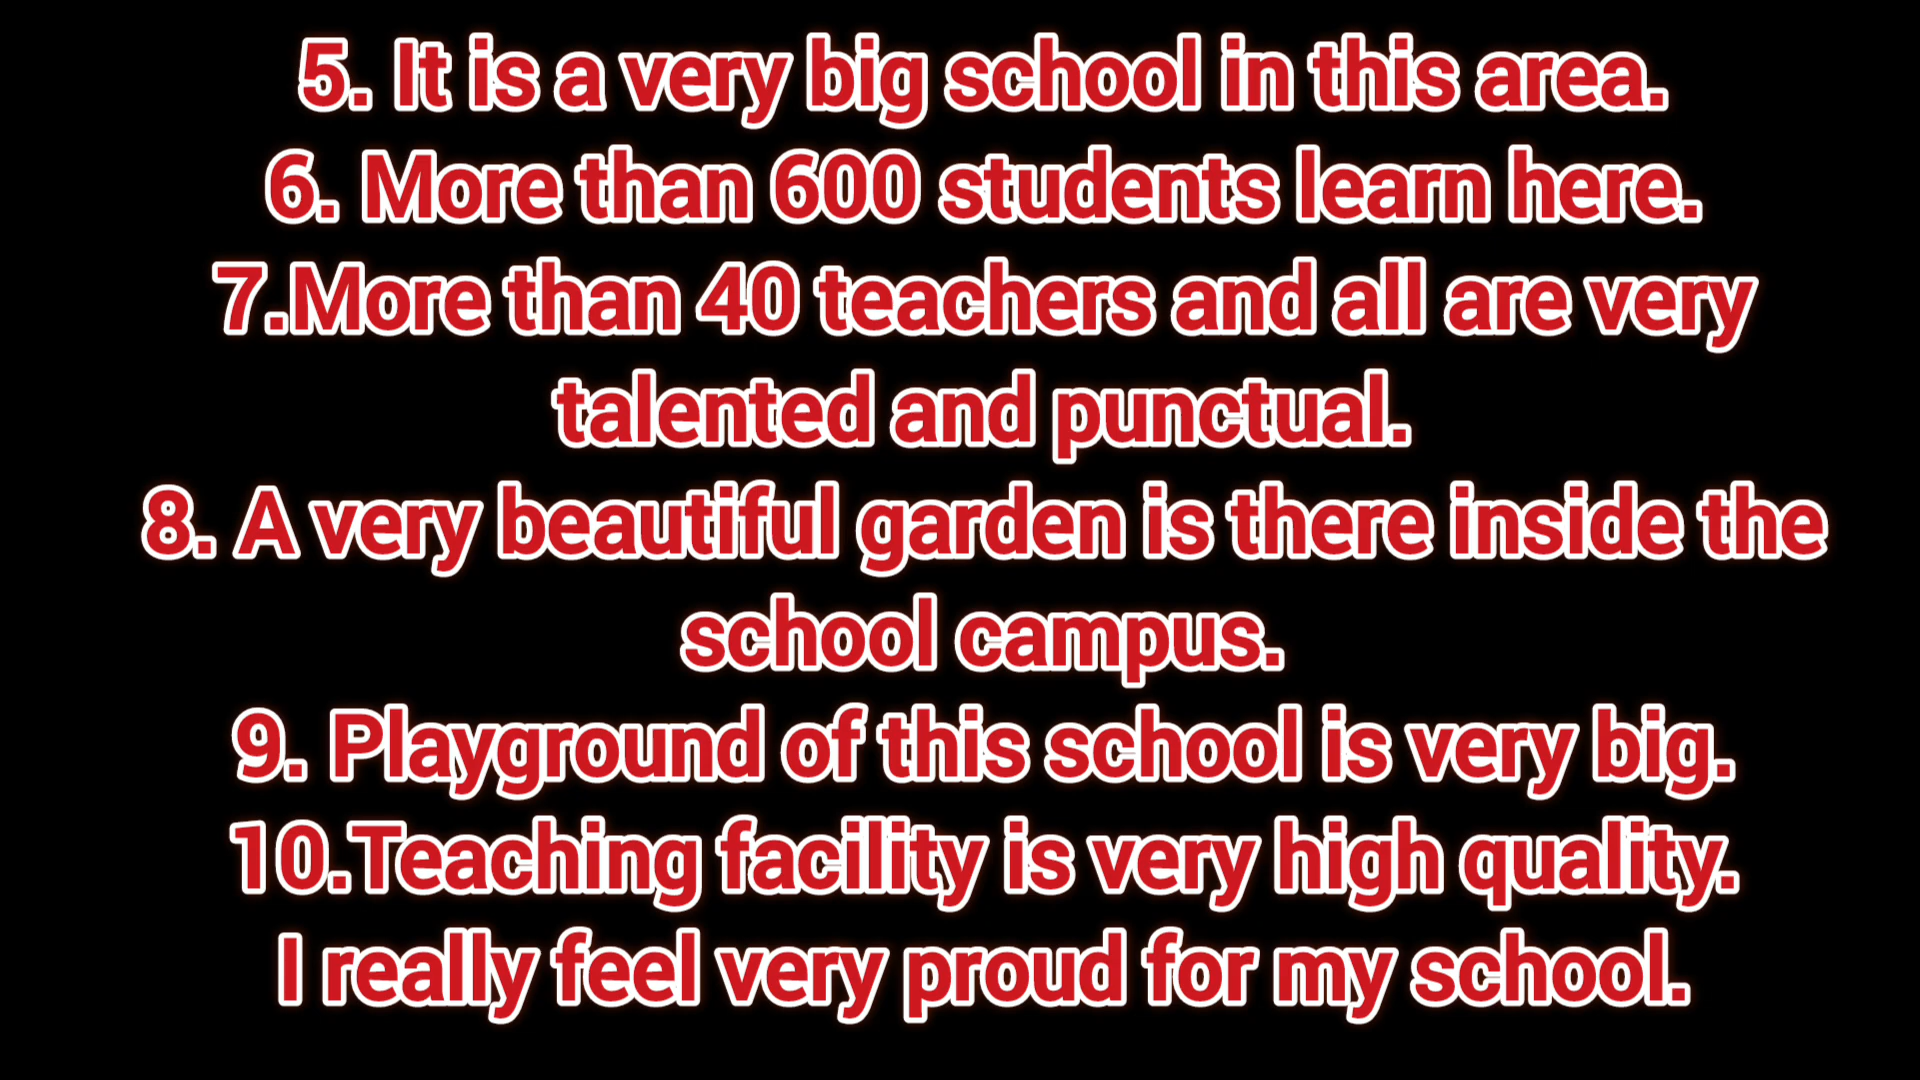 5. It is a very big school in this area.
6. More than 600 students learn here.
7.More than 40 teachers and all are very
talented and punctual.
8. A very beautiful garden is there inside the
school campus.
9. Playground of this school is very big.
10.Teaching facility is very high quality.
I really feel very proud for my school.